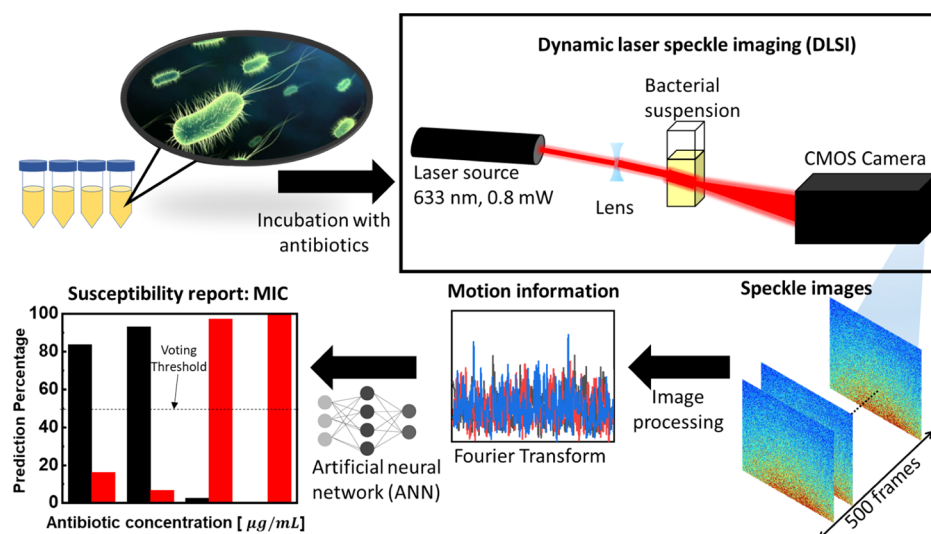 Dynamic laser speckle imaging (DLSI)
Bacterial
suspension
CMOS Camera
Laser source
633 nm, 0.8 mW
Lens
Incubation with
antibiotics
Susceptibility report: MIC
Prediction Percentage
100
80
60
40
20
0
Voting
Threshold
Antibiotic concentration [ μg/mL]
Artificial neural
network (ANN)
Motion information
Fourier Transform
Image
processing
Speckle images
500 frames